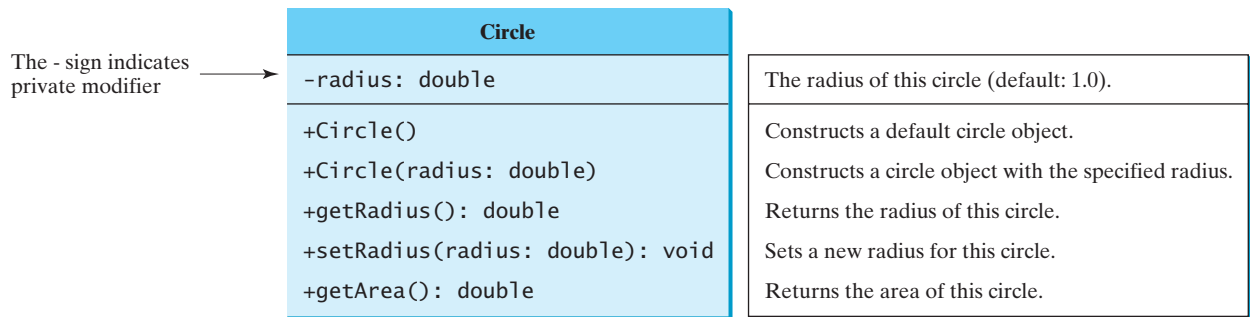 Circle
The - sign indicates
private modifier
-radius: double
The radius of this circle (default: 1.0).
+Circle()
Constructs a default circle object.
+Circle(radius: double)
Constructs a circle object with the specified radius.
+getRadius(): double
Returns the radius of this circle.
+setRadius(radius: double): void
Sets a new radius for this circle.
+getArea(): double
Returns the area of this circle.